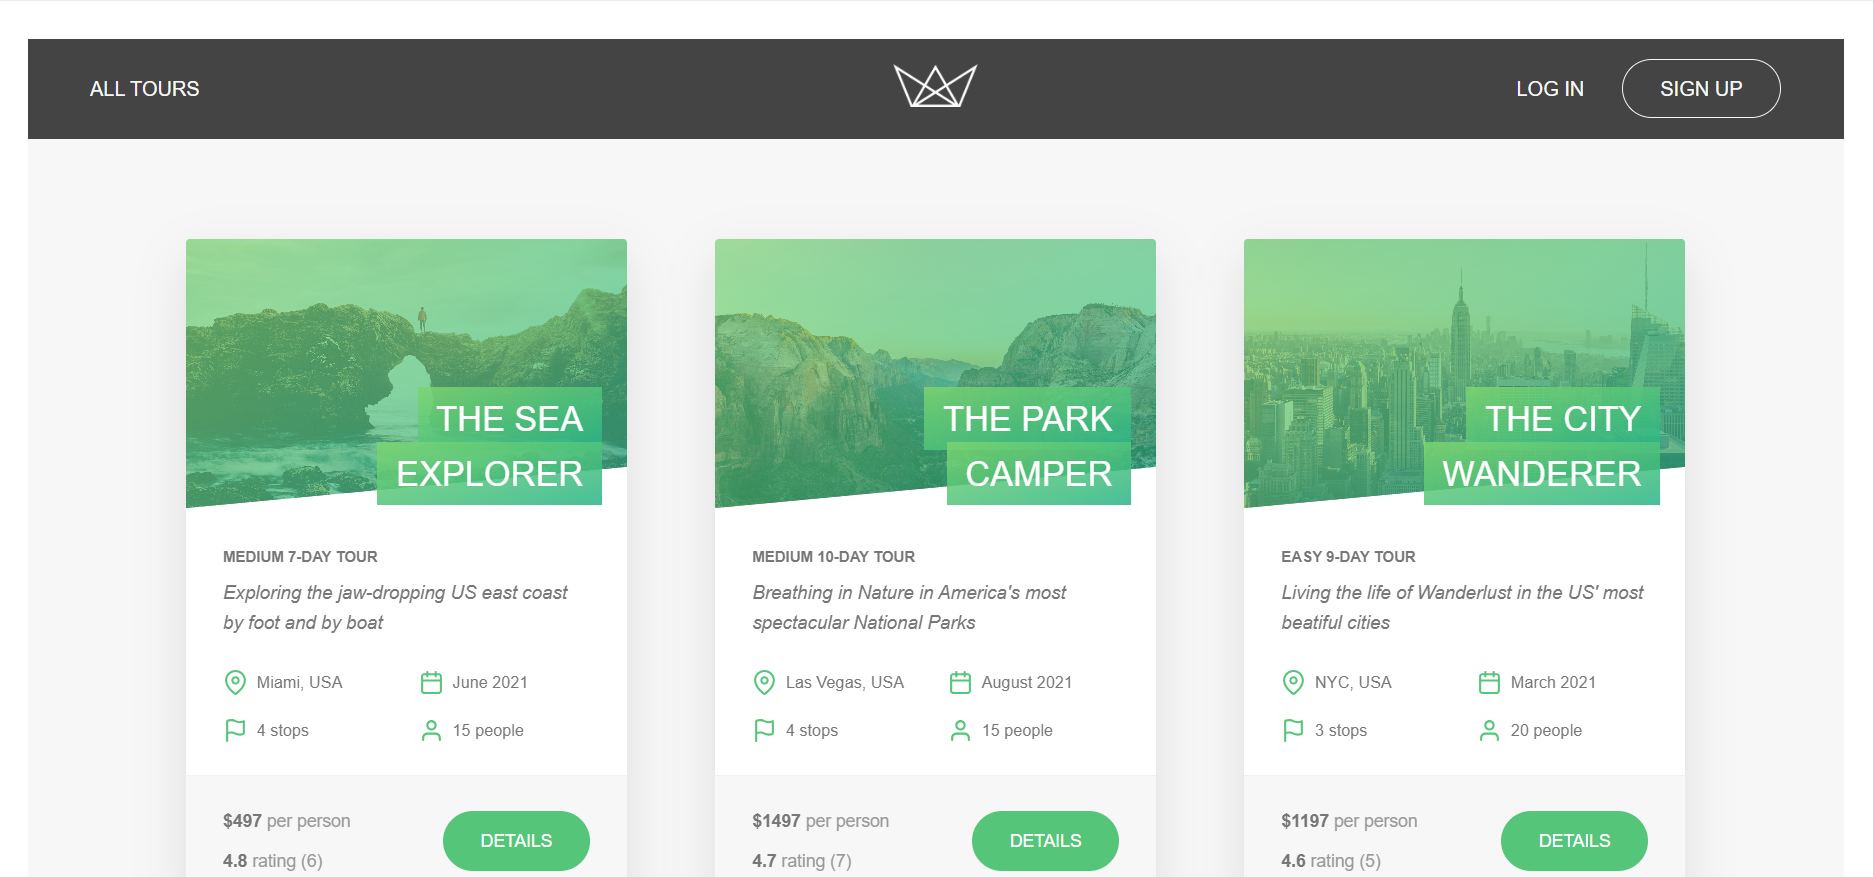 ALL TOURS
LOG IN
SIGN UP
THE SEA
EXPLORER
MEDIUM 7-DAY TOUR
Exploring the jaw-dropping US east coast
by foot and by boat
Miami, USA
June 2021
4 stops
15 people
$497 per person
4.8 rating (6)
DETAILS
THE PARK
CAMPER
MEDIUM 10-DAY TOUR
Breathing in Nature in America's most
spectacular National Parks
Las Vegas, USA
August 2021
4 stops
15 people
$1497 per person
4.7 rating (7)
DETAILS
THE CITY
WANDERER
EASY 9-DAY TOUR
Living the life of Wanderlust in the US' most
beatiful cities
NYC, USA
March 2021
3 stops
20 people
$1197 per person
4.6 rating (5)
DETAILS